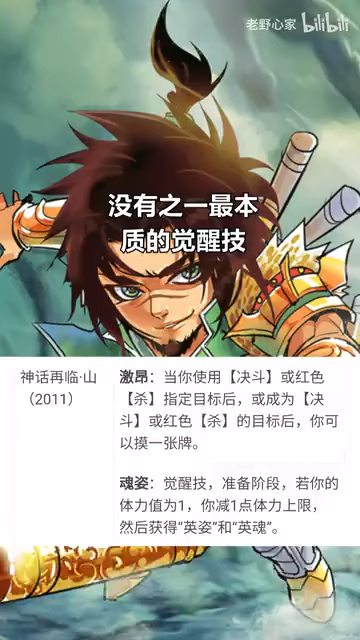 老野心家 bilibili
没有之一最本
质的觉醒技
神话再临·山
（2011）
激昂：当你使用【决斗】或红色
【杀】指定目标后，或成为【决
斗】或红色【杀】的目标后，你可
以摸一张牌。
魂姿：觉醒技，准备阶段，若你的
体力值为1，你减1点体力上限，
然后获得“英姿”和“英魂”。